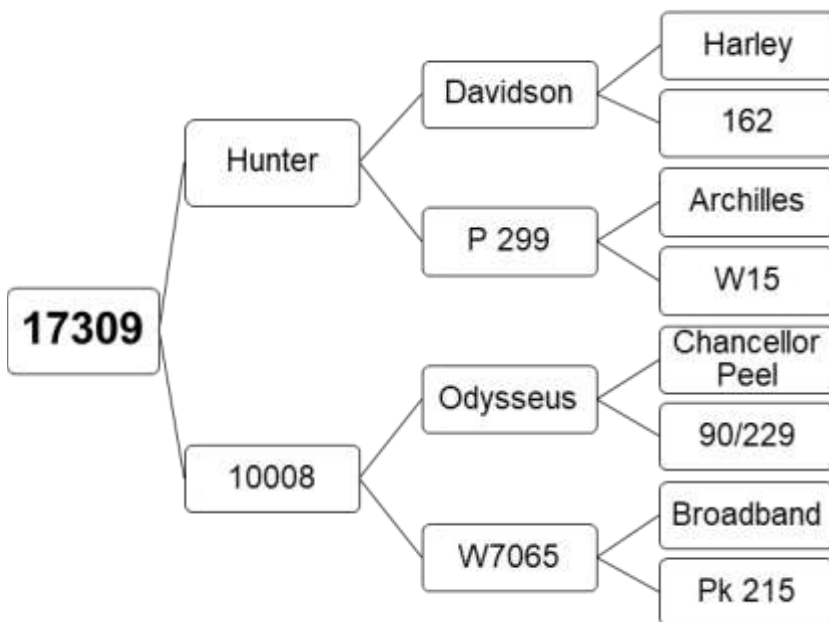 Harley
Davidson
162
Hunter
Archilles
P 299
W15
17309
Chancellor
Peel
Odysseus
90/229
10008
Broadband
W7065
Pk 215